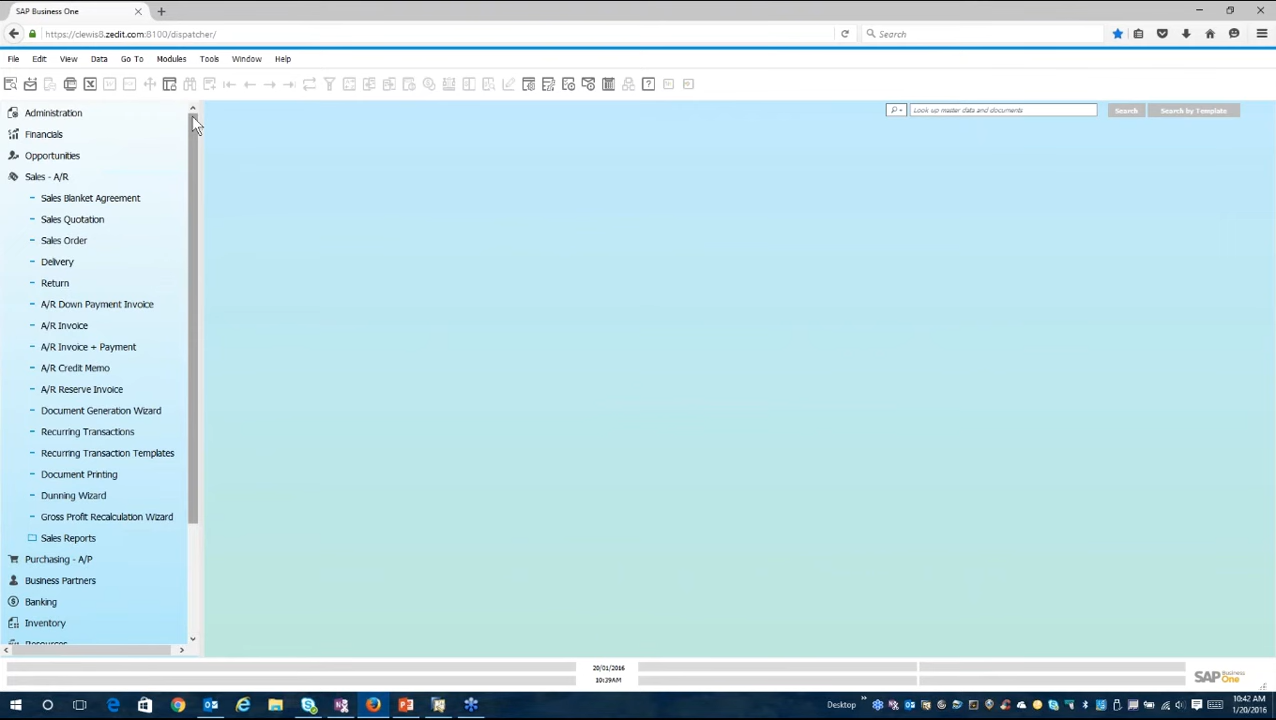 SAP Business One
https://clewis8.zedit.com:8100/dispatcher/
Search
File Edit View Data Go To Modules Tools Window Help
Administration
Financials
Opportunities
Sales - A/R
Sales Blanket Agreement
Sales Quotation
Sales Order
Delivery
Return
A/R Down Payment Invoice
A/R Invoice
A/R Invoice + Payment
A/R Credit Memo
A/R Reserve Invoice
Document Generation Wizard
Recurring Transactions
Recurring Transaction Templates
Document Printing
Dunning Wizard
Gross Profit Recalculation Wizard
Sales Reports
Purchasing - A/P
Business Partners
Banking
Inventory
Resources
Look up master data and documents
Search
Search by Template
20/01/2016
10:39AM
SAP Business One
Desktop
10:42 AM
1/20/2016